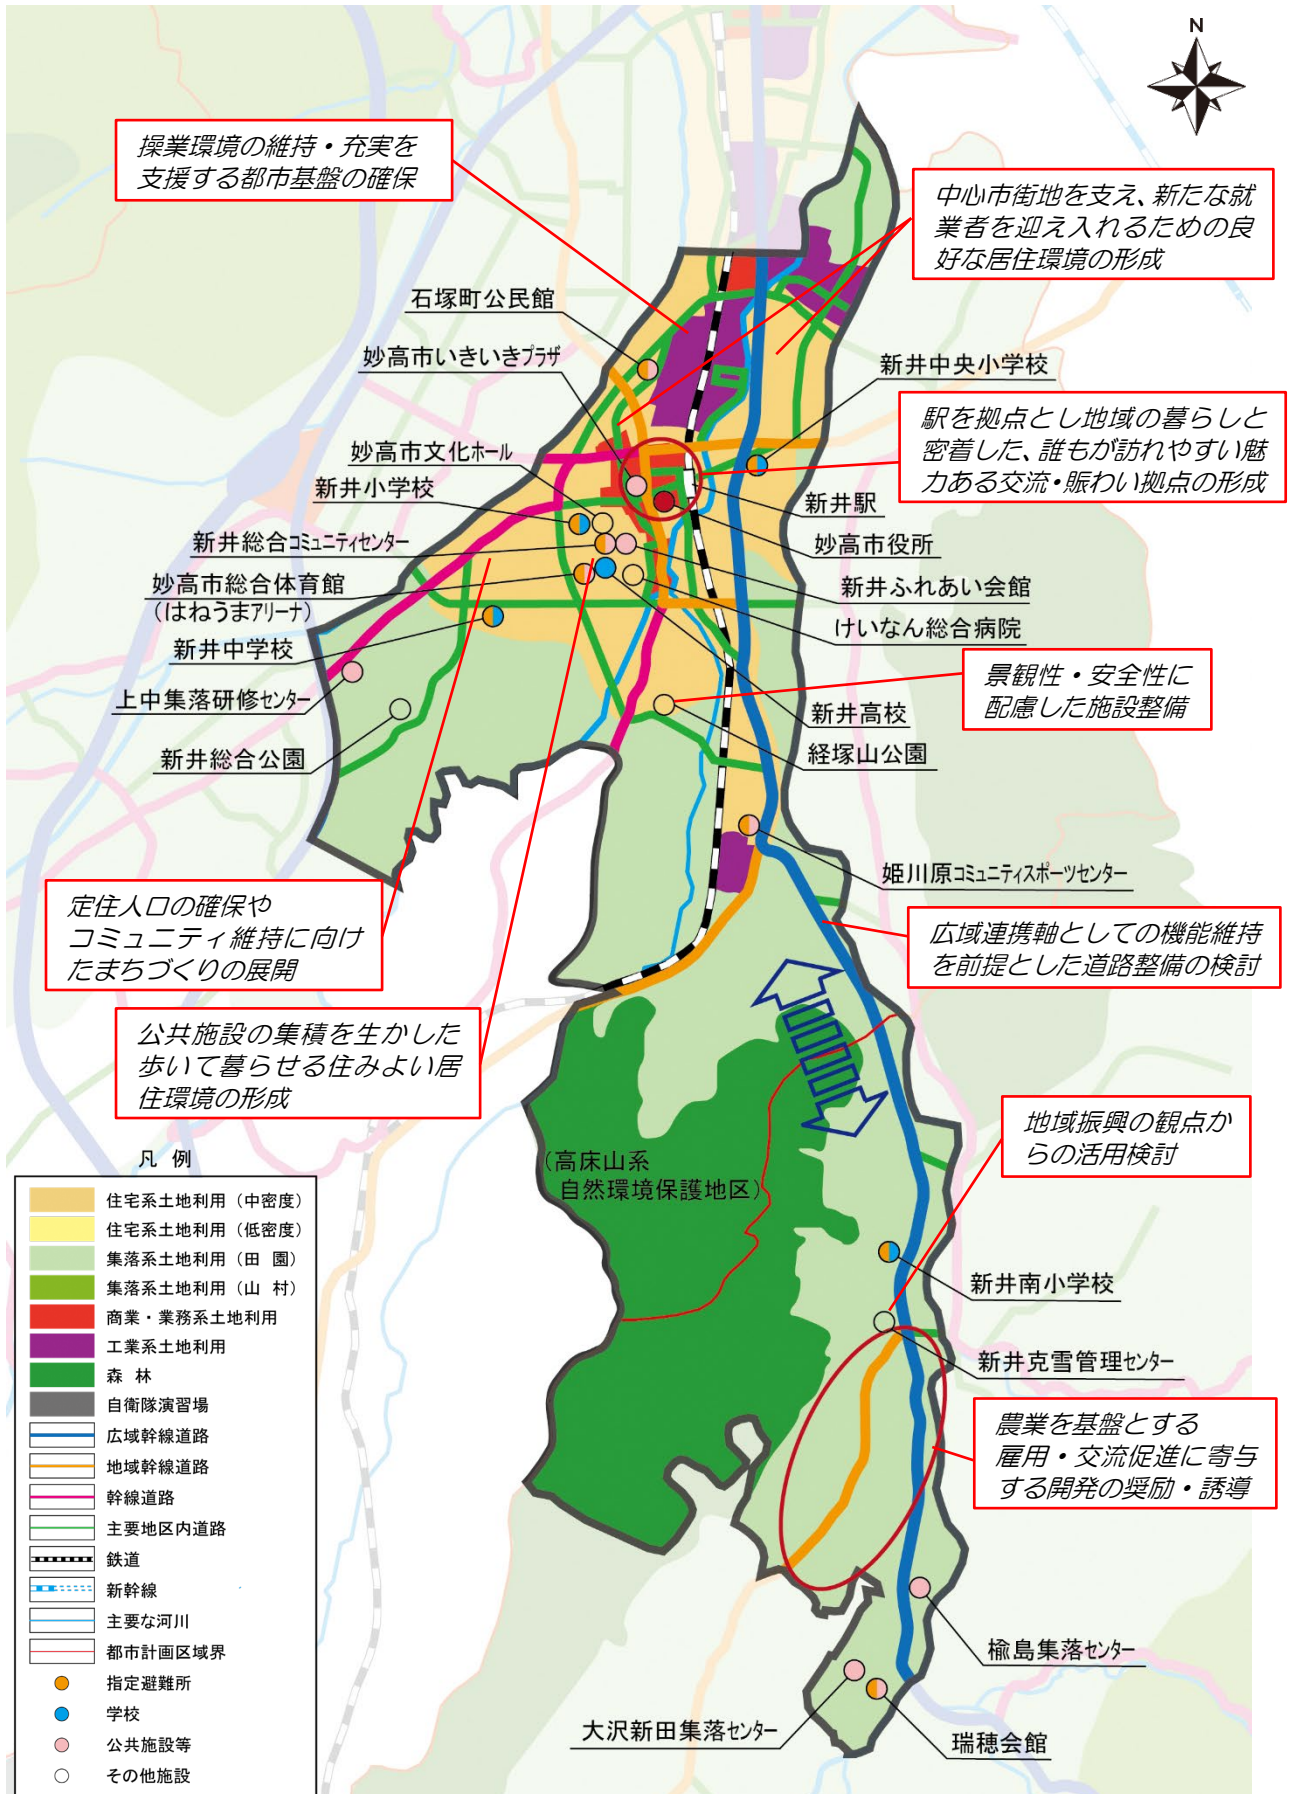 N
操業環境の維持・充実を
支援する都市基盤の確保
中心市街地を支え、新たな就
業者を迎え入れるための良
好な居住環境の形成
石塚町公民館
妙高市いきいきプラザ
新井中央小学校
駅を拠点とし地域の暮らしと
密着した、誰もが訪れやすい魅
力ある交流・賑わい拠点の形成
妙高市文化ホール
新井小学校
新井駅
新井総合コミュニティセンター
妙高市役所
妙高市総合体育館
(はねうまアリーナ)
新井ふれあい会館
けいなん総合病院
新井中学校
景観性・安全性に
配慮した施設整備
上中集落研修センター
新井高校
新井総合公園
経塚山公園
姫川原コミュニティスポーツセンター
定住人口の確保や
コミュニティ維持に向け
たまちづくりの展開
広域連携軸としての機能維持
を前提とした道路整備の検討
公共施設の集積を生かした
歩いて暮らせる住みよい居
住環境の形成
地域振興の観点か
らの活用検討
(高床山系
自然環境保護地区)
新井南小学校
新井克雪管理センター
農業を基盤とする
雇用・交流促進に寄与
する開発の奨励・誘導
楡島集落センター
大沢新田集落センター
瑞穂会館
凡 例
住宅系土地利用(中密度)
住宅系土地利用(低密度)
集落系土地利用(田 園)
集落系土地利用(山 村)
商業・業務系土地利用
工業系土地利用
森 林
自衛隊演習場
広域幹線道路
地域幹線道路
幹線道路
主要地区内道路
鉄道
新幹線
主要な河川
都市計画区域界
指定避難所
学校
公共施設等
その他施設